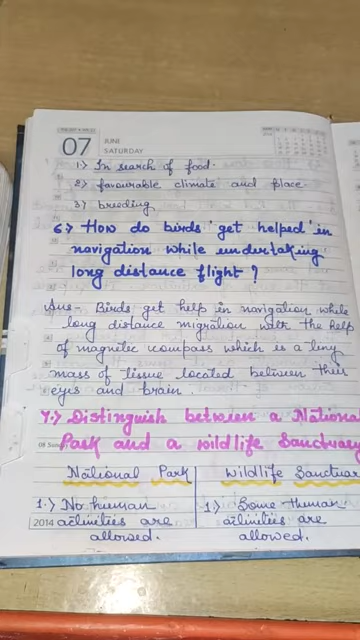 07
JUNE
SATURDAY
1.> In search of food.
2.> favourable climate and place.
3.> breeding
6.> How do birds get helped in
navigation while undertaking
long distance flight?
Ans - Birds get help in navigation while
long distance migration with the help
of magnetic compass which is a tiny
mass of tissue located between their
eyes and brain.
7.> Distinguish between a National
Park and a wildlife Sanctuary
National Park
Wildlife Sanctuar
1.> No human
activities are
allowed.
1.> Some Human
activities are
allowed.
2014